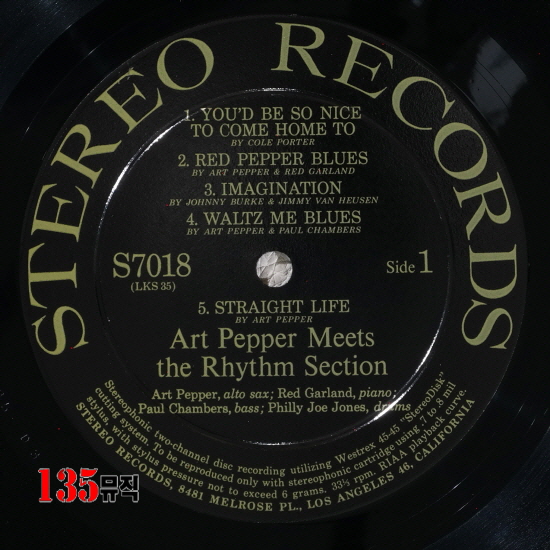 STEREO RECORDS
1. YOU'D BE SO NICE
TO COME HOME TO
BY COLE PORTER
2. RED PEPPER BLUES
BY ART PEPPER & RED GARLAND
3. IMAGINATION
BY JOHNNY BURKE & JIMMY VAN HEUSEN
4. WALTZ ME BLUES
BY ART PEPPER & PAUL CHAMBERS
S7018
(LKS 35)
Side 1
5. STRAIGHT LIFE
BY ART PEPPER
Art Pepper Meets
the Rhythm Section
Art Pepper, alto sax; Red Garland, piano;
Paul Chambers, bass; Philly Joe Jones, drums
Stereophonic two-channel disc recording utilizing Westrex 45-45 "StereoDisk"
cutting system. To be reproduced only with stereophonic cartridge using .7 to .8 mil
stylus, with stylus pressure not to exceed 6 grams. 33⅓ rpm. RIAA playback curve.
STEREO RECORDS, 8481 MELROSE PL., LOS ANGELES 46, CALIFORNIA
135뮤직